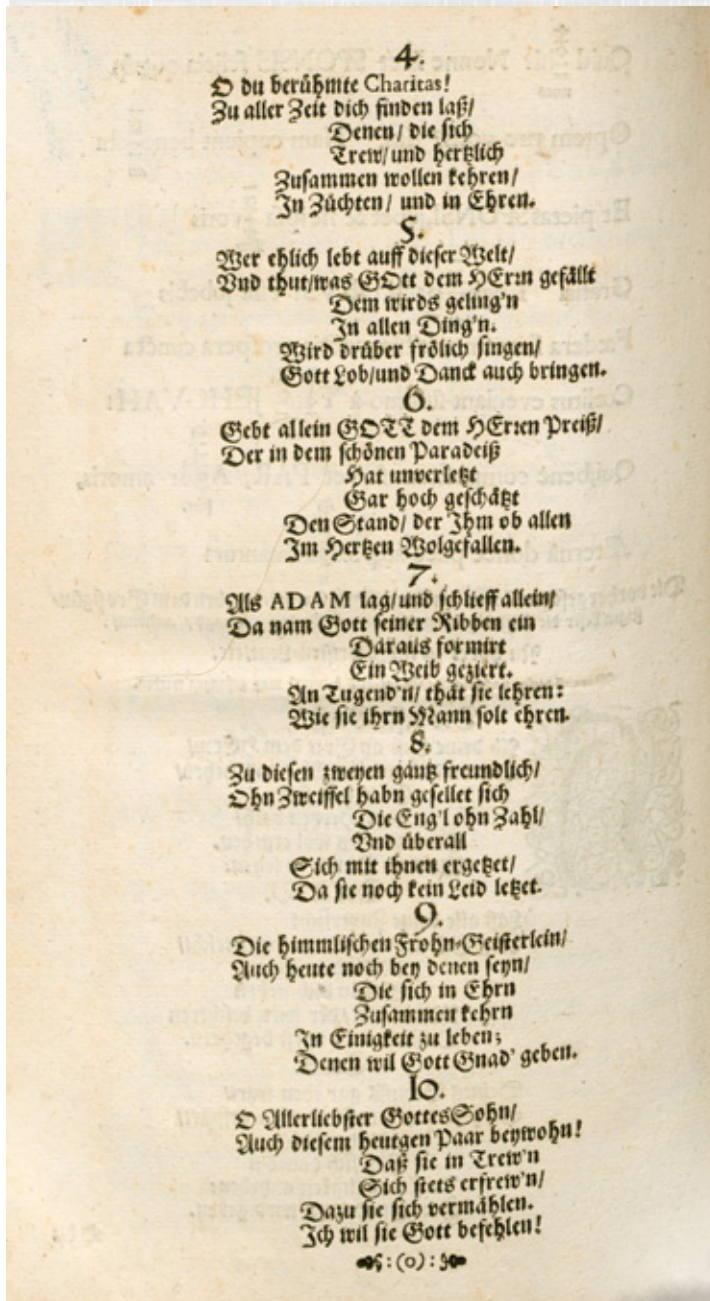 4.
O du berühmte Charitas!
Zu aller Zeit dich finden laß/
Denen/ die sich
Trew/ und hertzlich
Zusammen wollen kehren/
In Züchten/ und in Ehren.
5.
Wer ehlich lebt auff dieser Welt/
Vnd thut/was GOtt dem HErrn gefällt
Dem wirds geling'n
In allen Ding'n.
Wird drüber frölich singen/
Gott Lob/und Danck auch bringen.
6.
Gebt allein GOTT dem HErren Preiß/
Der in dem schönen Paradeiß
Hat unverletzt
Gar hoch geschätzt
Den Stand/ der Ihm ob allen
Im Hertzen Wolgefallen.
7.
Als ADAM lag/und schlieff allein/
Da nam Gott seiner Ribben ein
Daraus formirt
Ein Weib geziert.
An Tugend'n/ thät sie lehren:
Wie sie ihrn Mann solt ehren.
8.
Zu diesen zweyen gantz freundlich/
Ohn Zweiffel habn gesellet sich
Die Eng'l ohn Zahl/
Vnd überall
Sich mit ihnen ergetzet/
Da sie noch kein Leid letzet.
9.
Die himmlischen Frohn-Geisterlein/
Auch heute noch bey denen seyn/
Die sich in Ehrn
Zusammen kehrn
In Einigkeit zu leben;
Denen wil Gott Gnad' geben.
10.
O Allerliebster GottesSohn/
Auch diesem heutgen Paar beywohn!
Daß sie in Trew'n
Sich stets erfrew'n/
Dazu sie sich vermählen.
Ich wil sie Gott befehlen!
:(o):